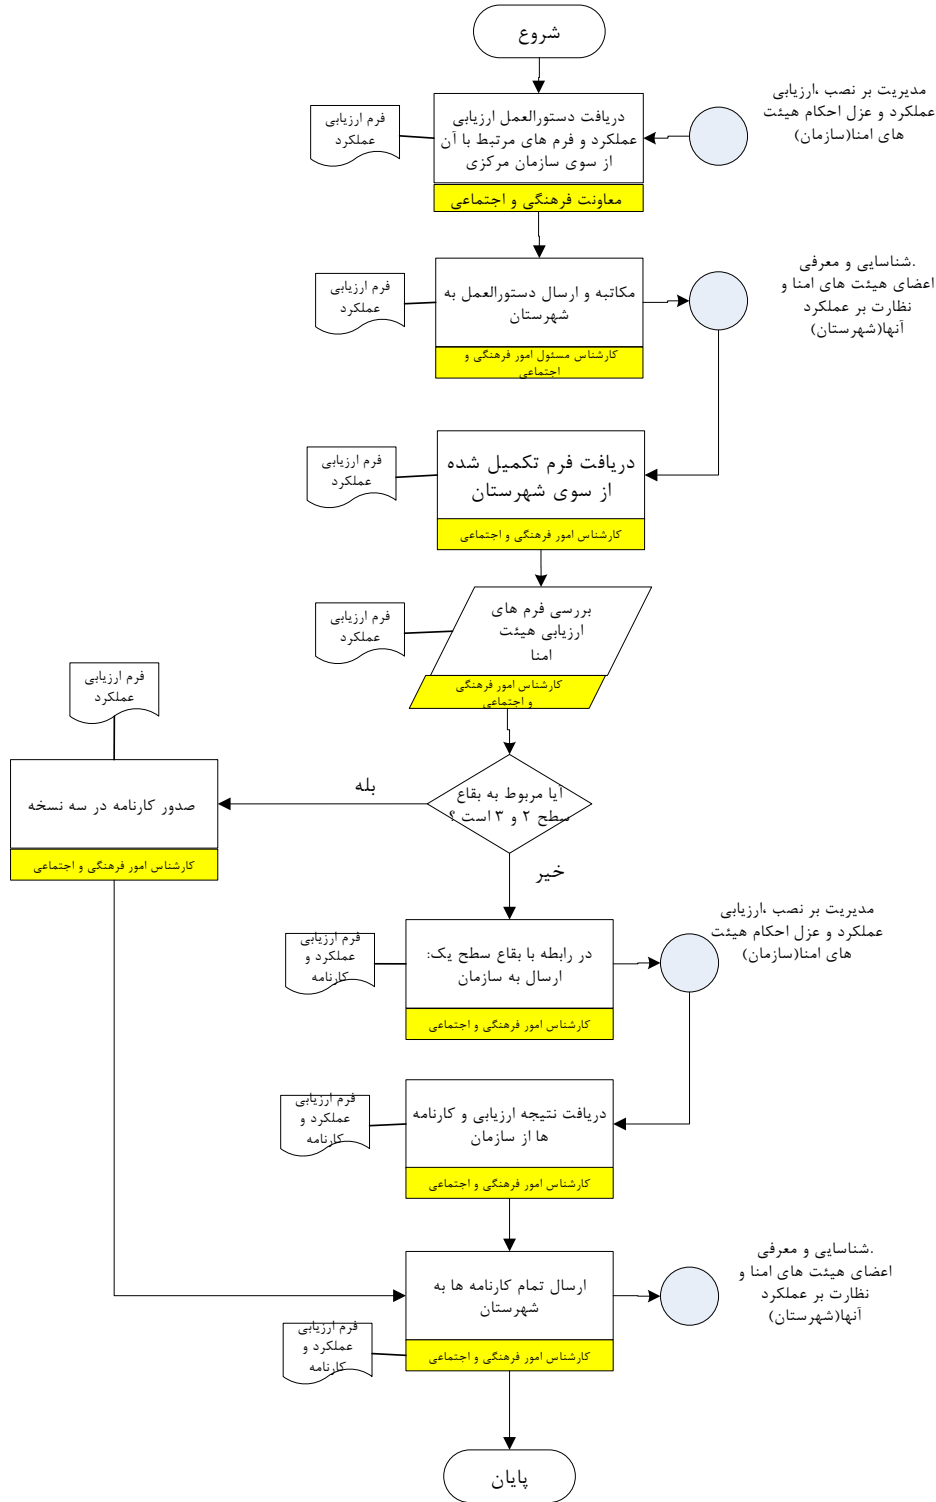 شروع
مدیریت بر نصب ،ارزیابی
عملکرد و عزل احکام هیئت
های امنا(سازمان)
دریافت دستورالعمل ارزیابی
عملکرد و فرم های مرتبط با آن
از سوی سازمان مرکزی
معاونت فرهنگی و اجتماعی
فرم ارزیابی
عملکرد
.شناسایی و معرفی
اعضای هیئت های امنا و
نظارت بر عملکرد
آنها(شهرستان)
مکاتبه و ارسال دستورالعمل به
شهرستان
کارشناس مسئول امور فرهنگی و
اجتماعی
فرم ارزیابی
عملکرد
دریافت فرم تکمیل شده
از سوی شهرستان
کارشناس امور فرهنگی و اجتماعی
فرم ارزیابی
عملکرد
بررسی فرم های
ارزیابی هیئت
امنا
کارشناس امور فرهنگی
و اجتماعی
فرم ارزیابی
عملکرد
فرم ارزیابی
عملکرد
آیا مربوط به بقاع
سطح ۲ و ۳ است ؟
بله
صدور کارنامه در سه نسخه
کارشناس امور فرهنگی و اجتماعی
خیر
مدیریت بر نصب ،ارزیابی
عملکرد و عزل احکام هیئت
های امنا(سازمان)
در رابطه با بقاع سطح یک:
ارسال به سازمان
کارشناس امور فرهنگی و اجتماعی
فرم ارزیابی
عملکرد و
کارنامه
دریافت نتیجه ارزیابی و کارنامه
ها از سازمان
کارشناس امور فرهنگی و اجتماعی
فرم ارزیابی
عملکرد و
کارنامه
.شناسایی و معرفی
اعضای هیئت های امنا و
نظارت بر عملکرد
آنها(شهرستان)
ارسال تمام کارنامه ها به
شهرستان
کارشناس امور فرهنگی و اجتماعی
فرم ارزیابی
عملکرد و
کارنامه
پایان